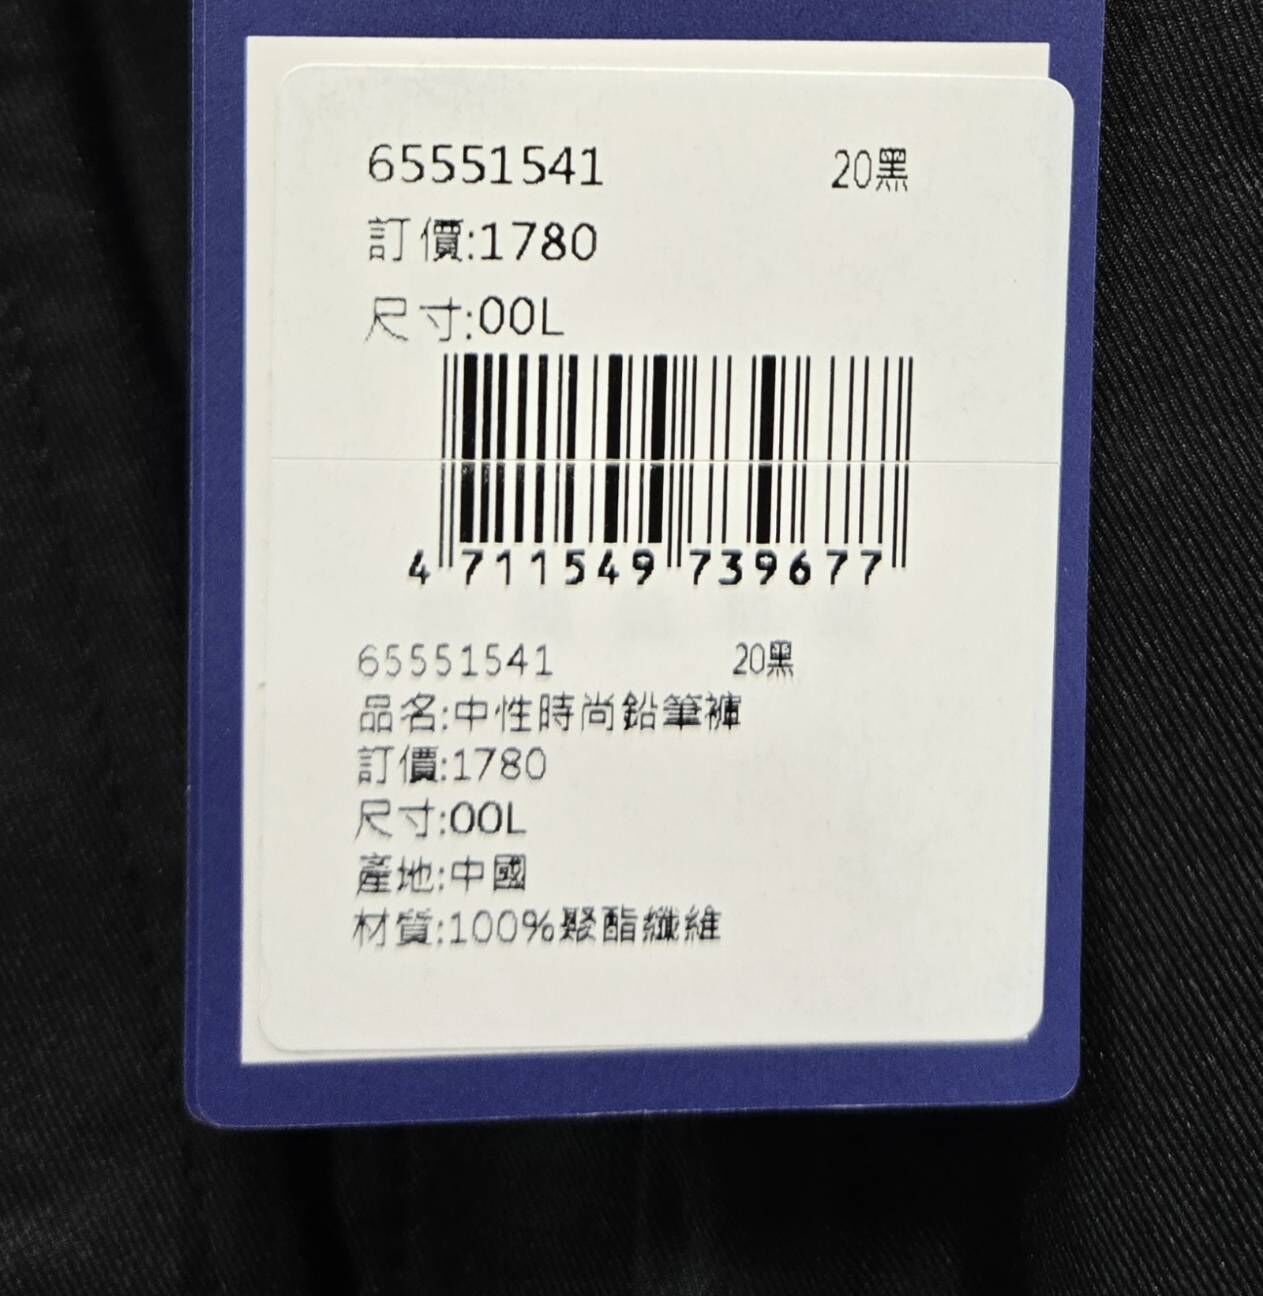 65551541 20黑
訂價:1780
尺寸:00L
4 711549 739677
65551541 20黑
品名:中性時尚鉛筆褲
訂價:1780
尺寸:00L
產地:中國
材質:100%聚酯纖維